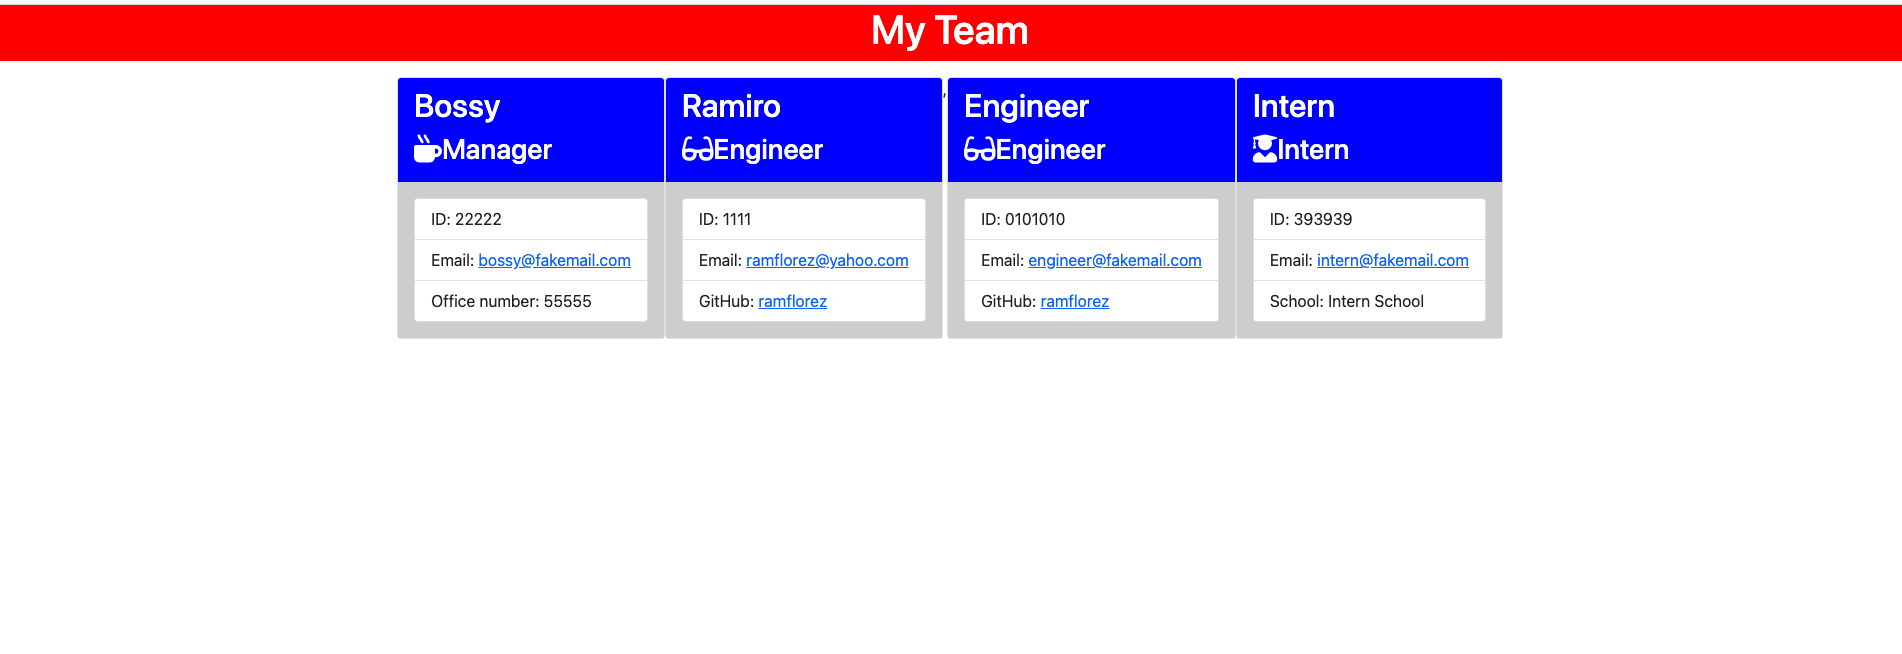 My Team
Bossy
Manager
ID: 22222
Email: bossy@fakemail.com
Office number: 55555
Ramiro
Engineer
ID: 1111
Email: ramflorez@yahoo.com
GitHub: ramflorez
,
Engineer
Engineer
ID: 0101010
Email: engineer@fakemail.com
GitHub: ramflorez
Intern
Intern
ID: 393939
Email: intern@fakemail.com
School: Intern School